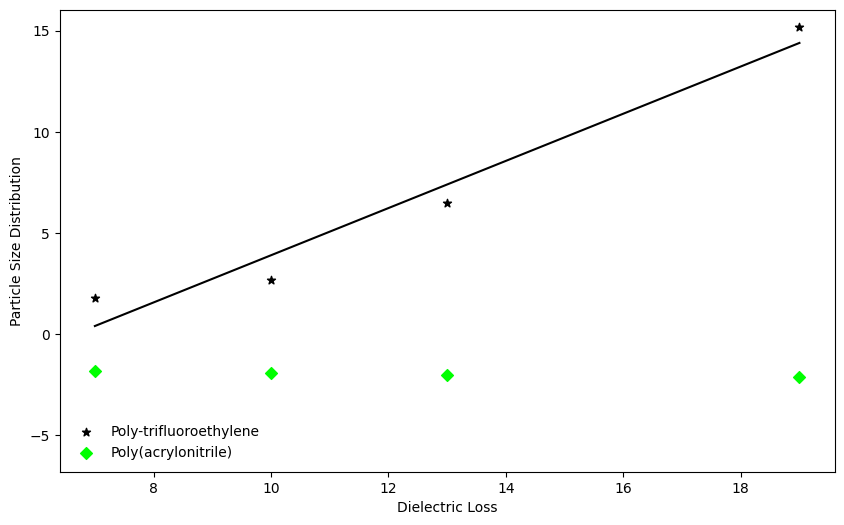 15
10
5
0
−5
Particle Size Distribution
Poly-trifluoroethylene
Poly(acrylonitrile)
8 10 12 14 16 18
Dielectric Loss